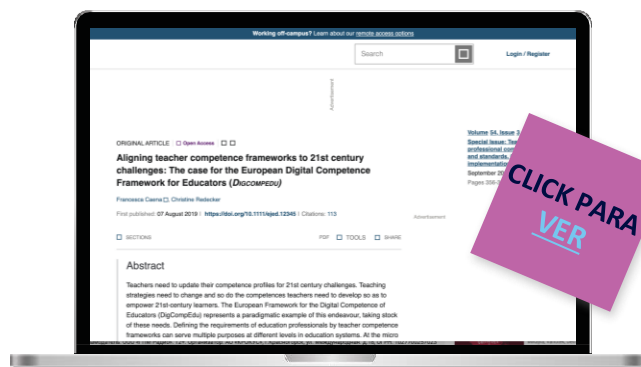 Working off-campus? Learn about our remote access options
Search
Login / Register
Advertisement
ORIGINAL ARTICLE Open Access
Aligning teacher competence frameworks to 21st century
challenges: The case for the European Digital Competence
Framework for Educators (DIGCOMPEDU)
Francesca Caena, Christine Redecker
First published: 07 August 2019 | https://doi.org/10.1111/ejed.12345 | Citations: 113
SECTIONS
PDF TOOLS SHARE
Abstract
Teachers need to update their competence profiles for 21st century challenges. Teaching
strategies need to change and so do the competences teachers need to develop so as to
empower 21st-century learners. The European Framework for the Digital Competence of
Educators (DigCompEdu) represents a paradigmatic example of this endeavour, taking stock
of these needs. Defining the requirements of education professionals by teacher competence
frameworks can serve multiple purposes at different levels in education systems. At the micro
Advertisement
Volume 54, Issue 3
Special Issue:
professional
and standards,
implementation
September
Pages
CLICK PARA
VER